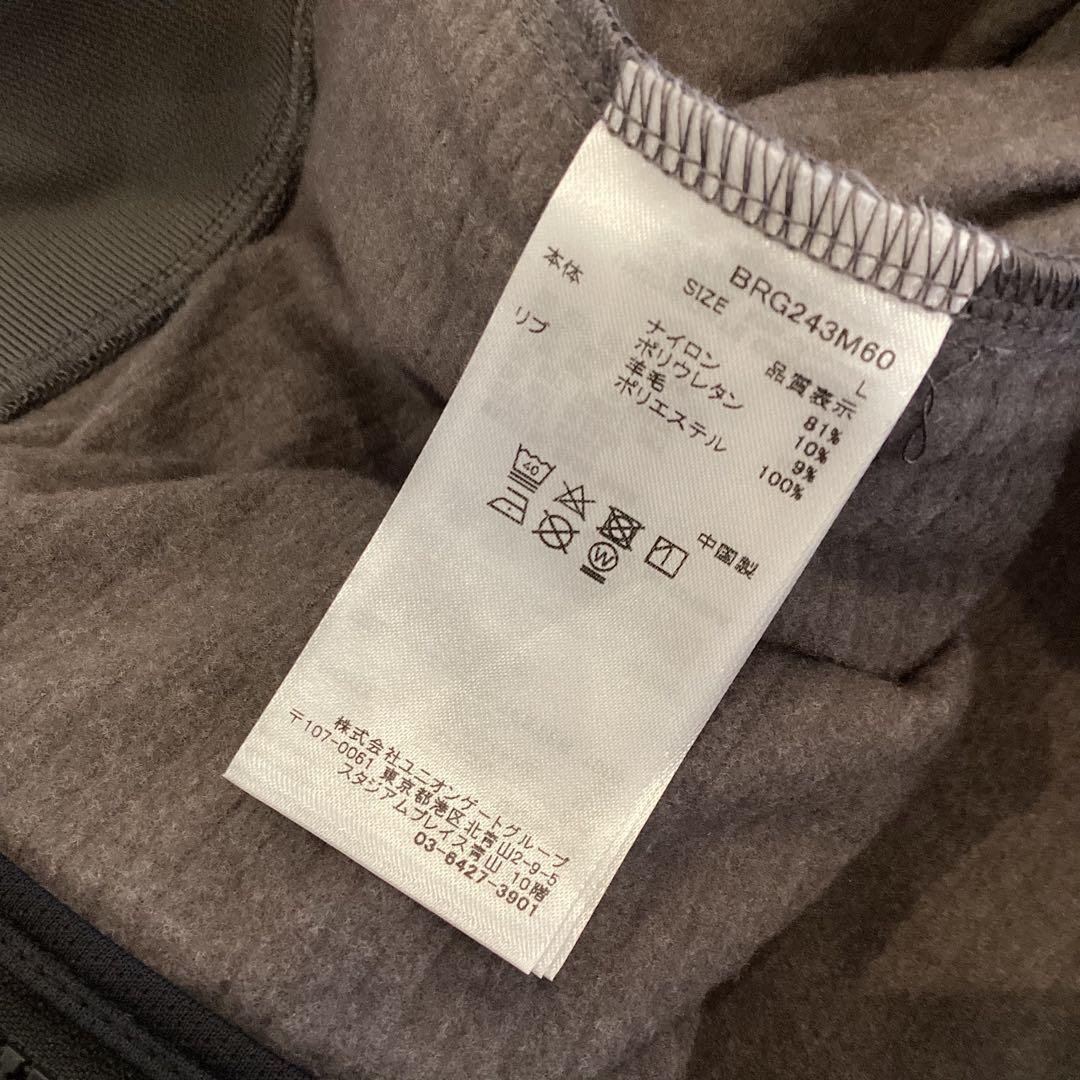 BRG243M60
SIZE L
品質表示
本体 ナイロン 81%
ポリウレタン 10%
羊毛 9%
リブ ポリエステル 100%
40
W
中国製
株式会社ユニオンゲートグループ
〒107-0061 東京都港区北青山2-9-5
スタジアムプレイス青山 10階
03-6427-3901